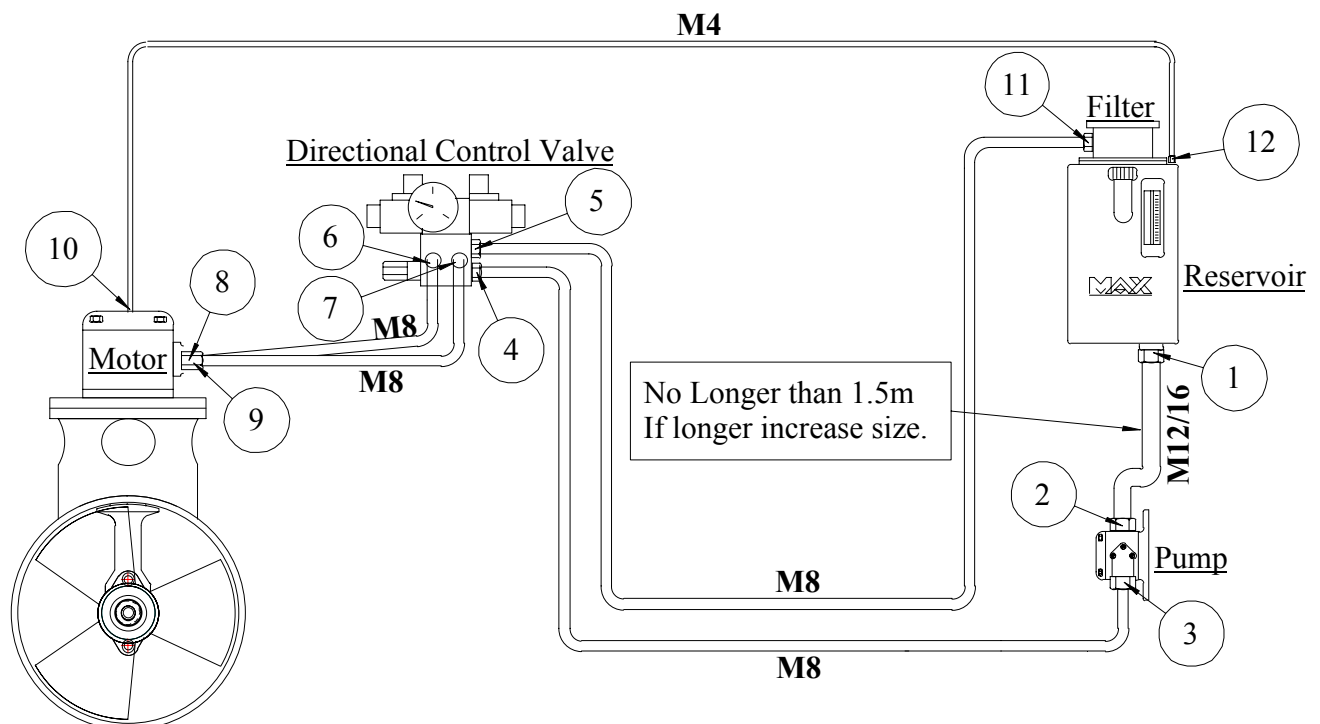 M4
11
Filter
12
Directional Control Valve
5
6
10
8
7
Reservoir
MAX
M8
4
Motor
M8
9
1
No Longer than 1.5m
If longer increase size.
M12/16
2
Pump
M8
3
M8